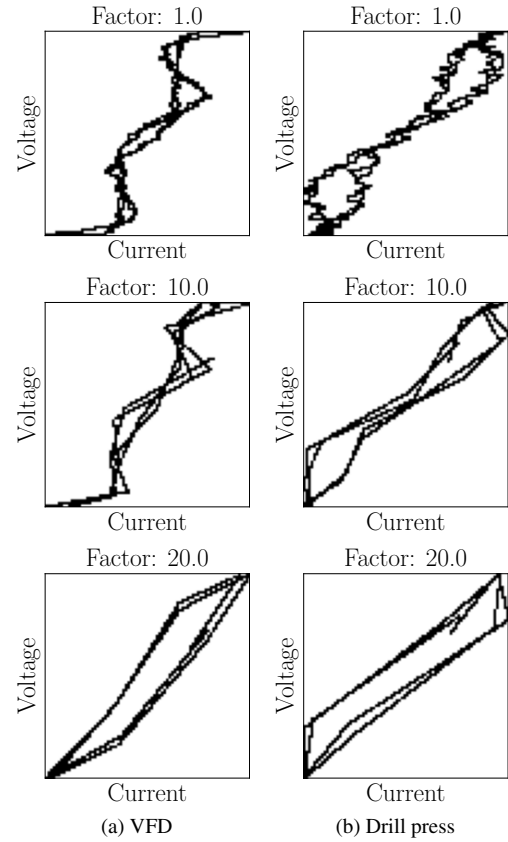 Factor: 1.0 Factor: 1.0
Voltage Voltage
Current Current
Factor: 10.0 Factor: 10.0
Voltage Voltage
Current Current
Factor: 20.0 Factor: 20.0
Voltage Voltage
Current Current
(a) VFD (b) Drill press